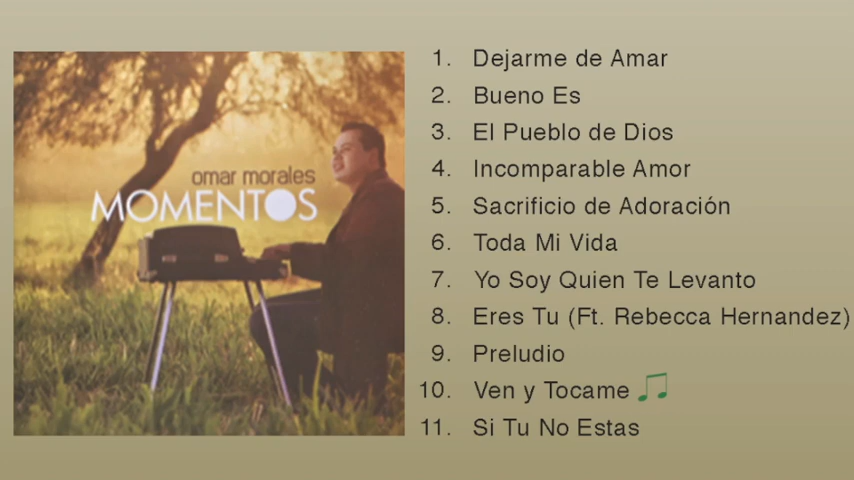 omar morales
MOMENTOS
1. Dejarme de Amar
2. Bueno Es
3. El Pueblo de Dios
4. Incomparable Amor
5. Sacrificio de Adoración
6. Toda Mi Vida
7. Yo Soy Quien Te Levanto
8. Eres Tu (Ft. Rebecca Hernandez)
9. Preludio
10. Ven y Tocame
11. Si Tu No Estas